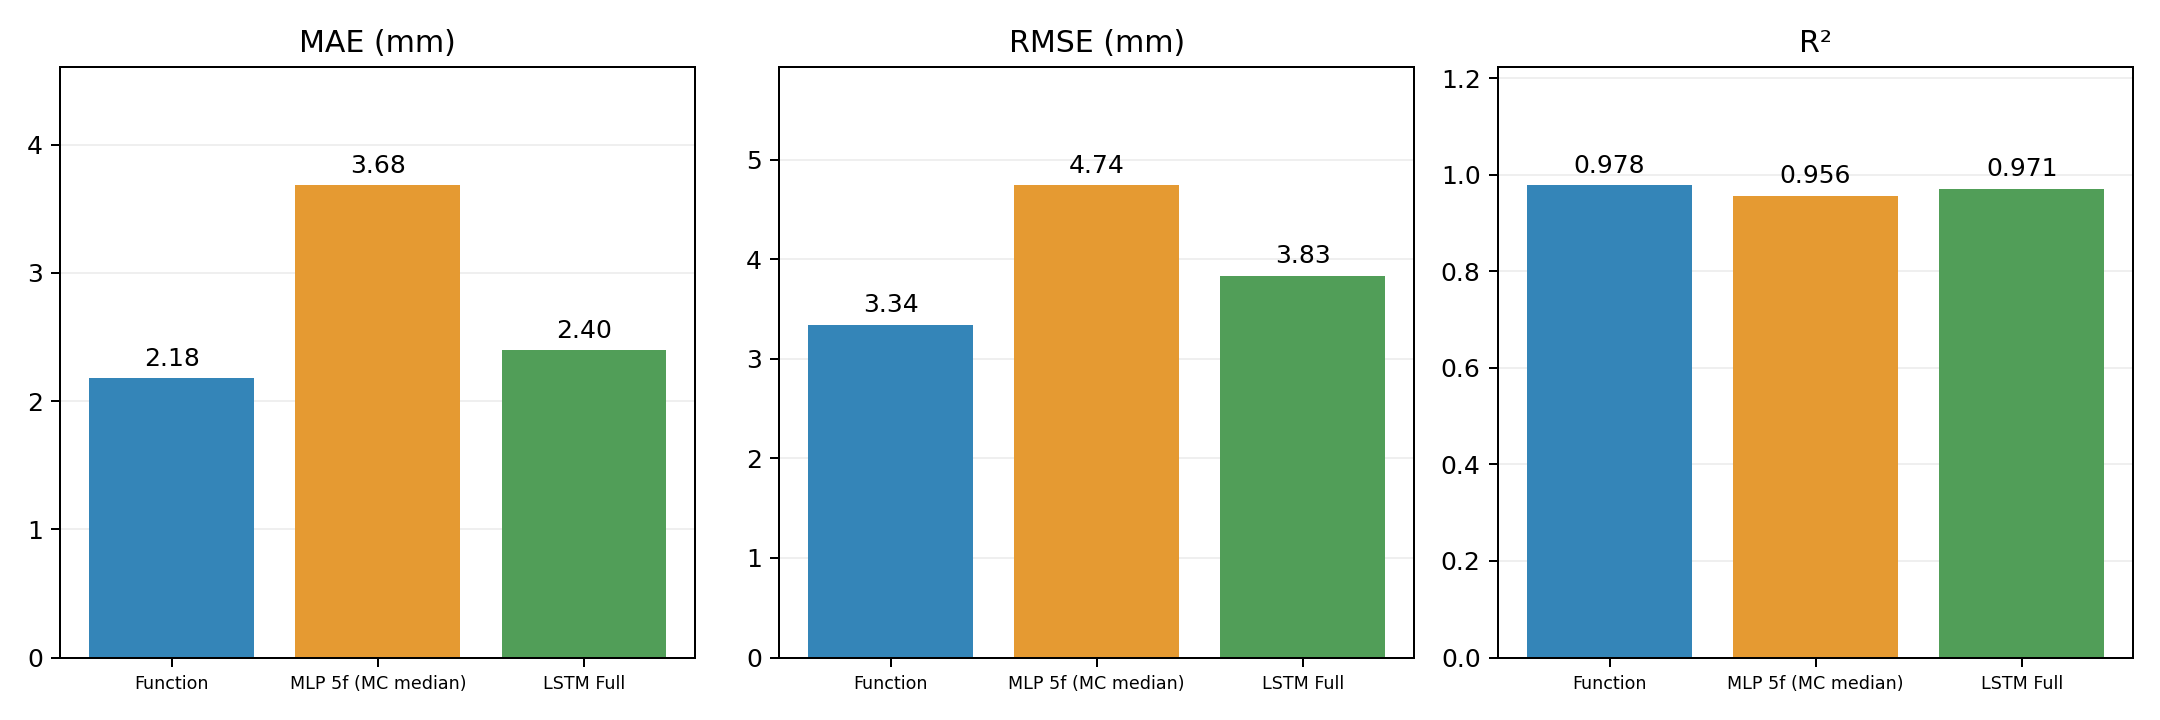 MAE (mm)
4
3
2
1
0
2.18
3.68
2.40
Function
MLP 5f (MC median)
LSTM Full
RMSE (mm)
5
4
3
2
1
0
3.34
4.74
3.83
Function
MLP 5f (MC median)
LSTM Full
R²
1.2
1.0
0.8
0.6
0.4
0.2
0.0
0.978
0.956
0.971
Function
MLP 5f (MC median)
LSTM Full